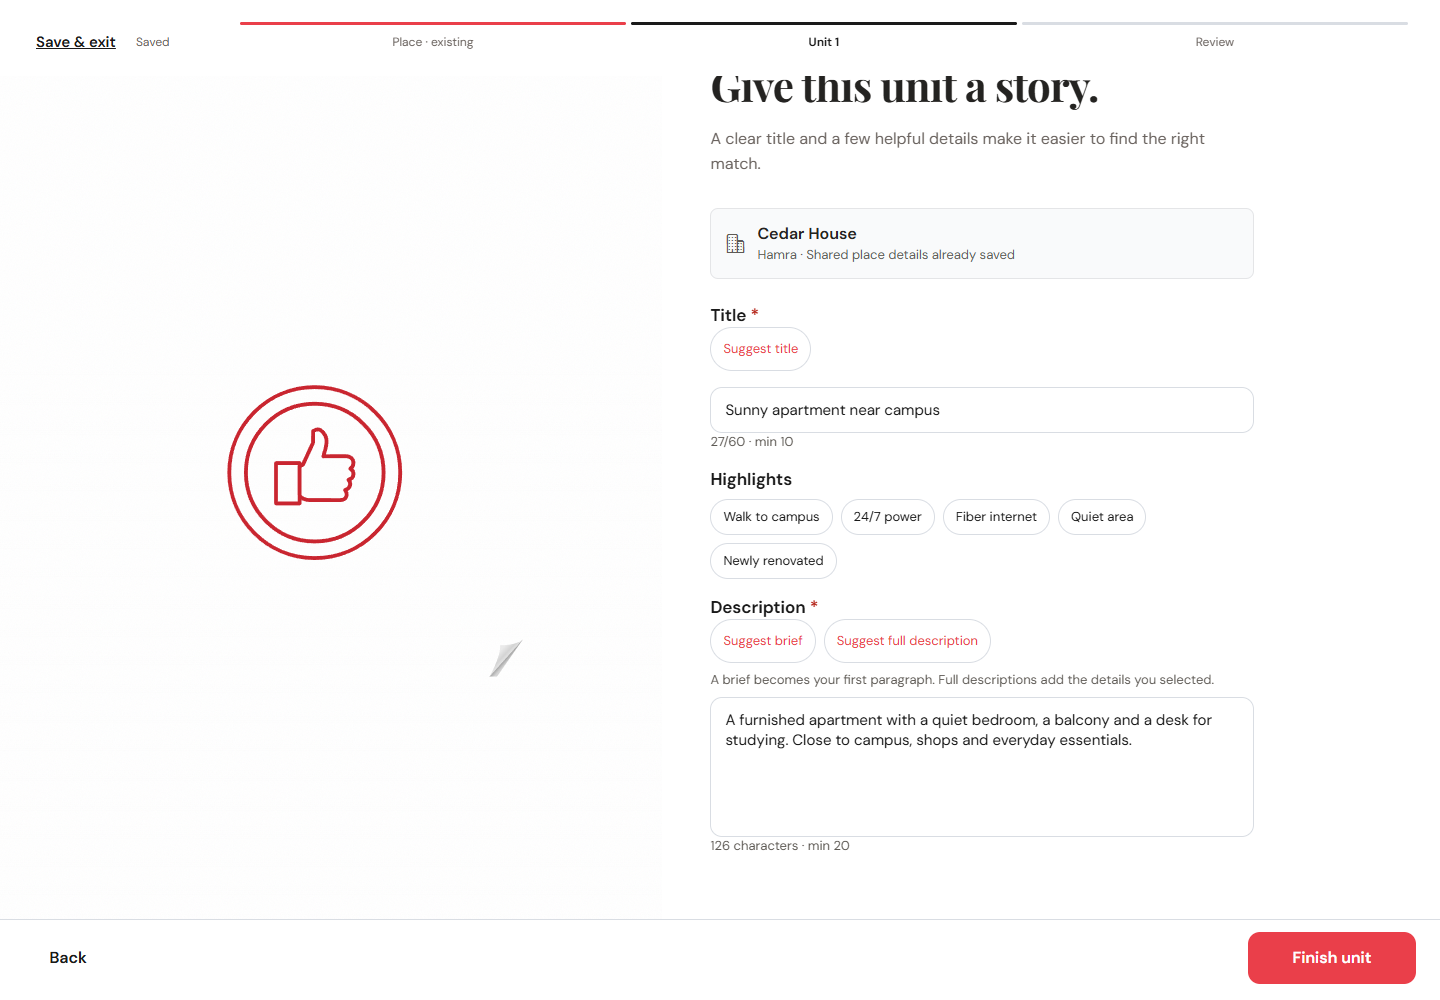 Save & exit
Saved
Place · existing
Unit 1
Review
Give this unit a story.
A clear title and a few helpful details make it easier to find the right
match.
Cedar House
Hamra · Shared place details already saved
Title *
Suggest title
Sunny apartment near campus
27/60 · min 10
Highlights
Walk to campus
24/7 power
Fiber internet
Quiet area
Newly renovated
Description *
Suggest brief
Suggest full description
A brief becomes your first paragraph. Full descriptions add the details you selected.
A furnished apartment with a quiet bedroom, a balcony and a desk for
studying. Close to campus, shops and everyday essentials.
126 characters · min 20
Back
Finish unit